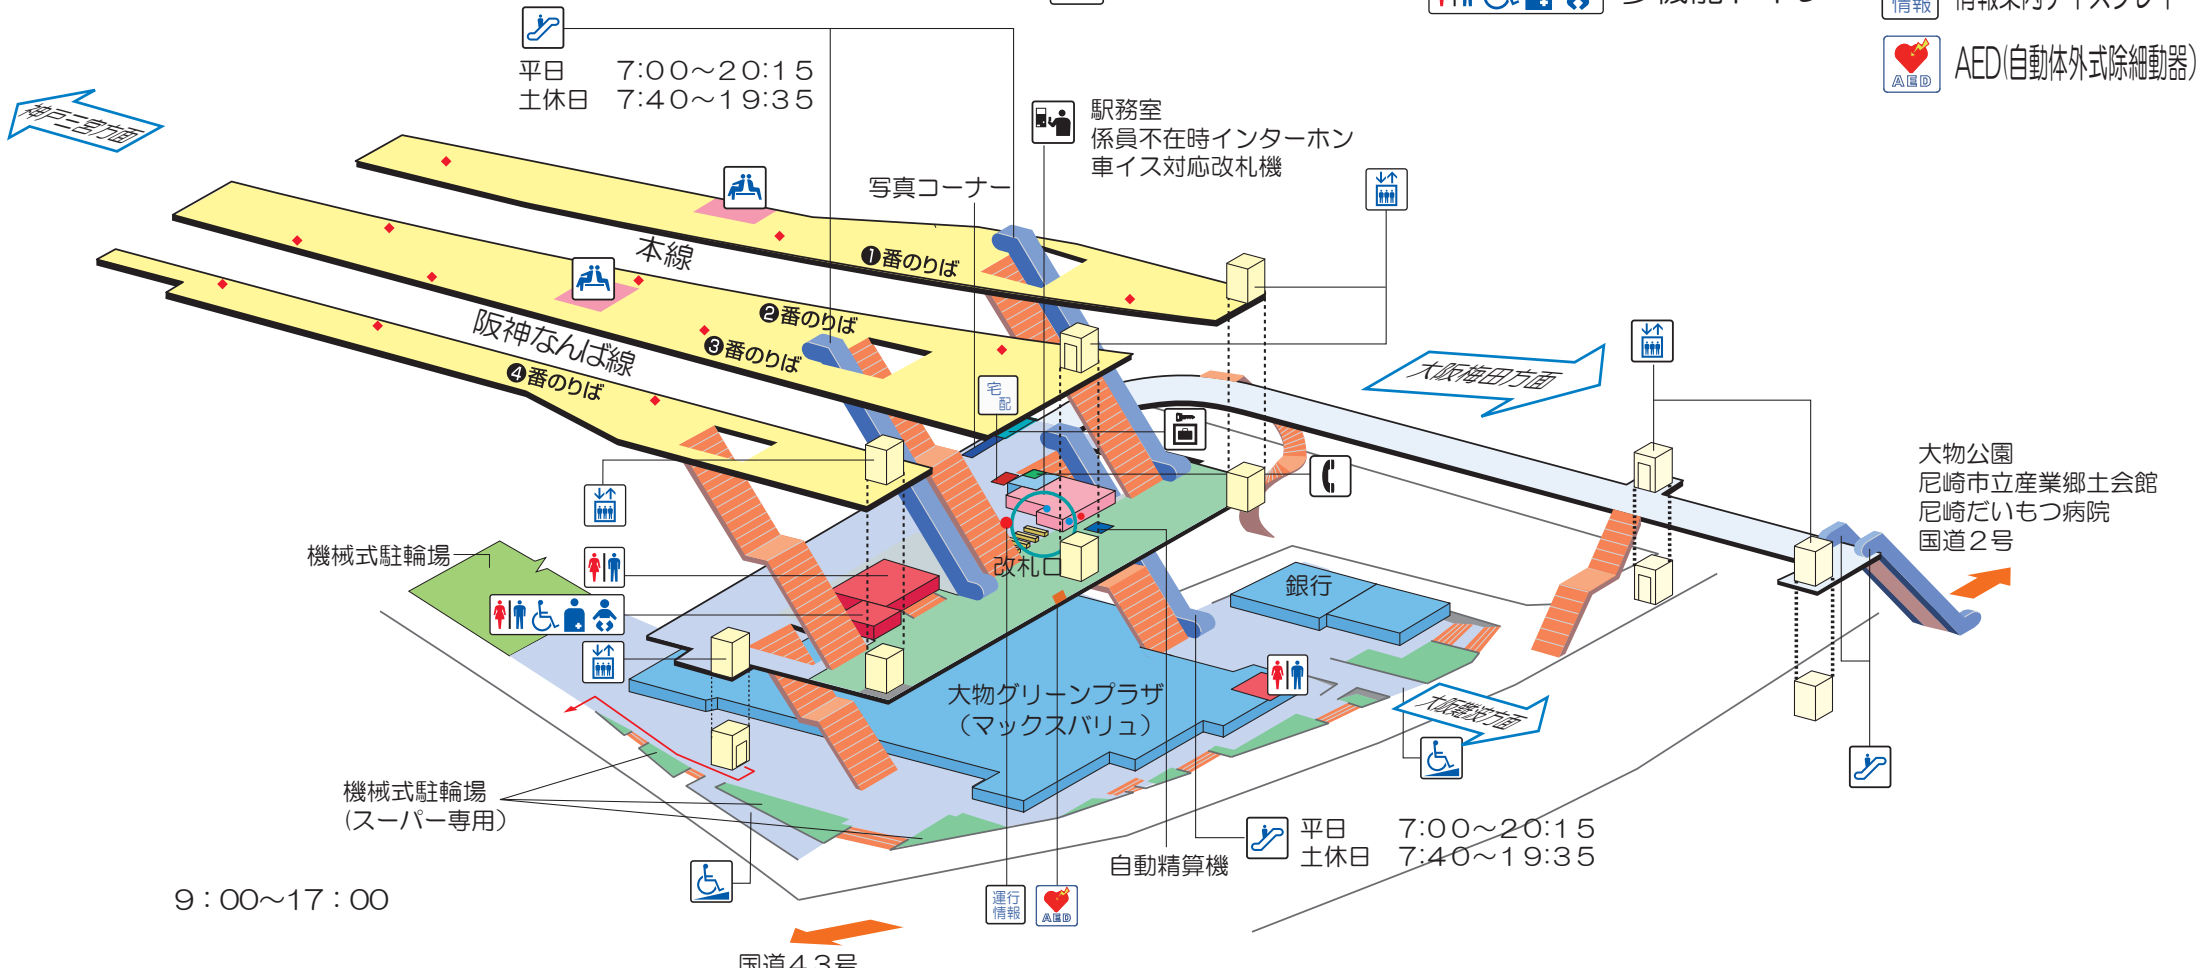 情報
AED
AED(自動体外式除細動器)
平日 7:00～20:15
土休日 7:40～19:35
神戸三宮方面
駅務室
係員不在時インターホン
車イス対応改札機
写真コーナー
本線
❶番のりば
❷番のりば
阪神なんば線
❸番のりば
❹番のりば
宅配
大阪梅田方面
大物公園
尼崎市立産業郷土会館
尼崎だいもつ病院
国道2号
機械式駐輪場
改札口
銀行
大物グリーンプラザ
（マックスバリュ）
大阪難波方面
機械式駐輪場
(スーパー専用)
平日 7:00～20:15
土休日 7:40～19:35
自動精算機
9：00～17：00
運行
情報
AED
国道43号